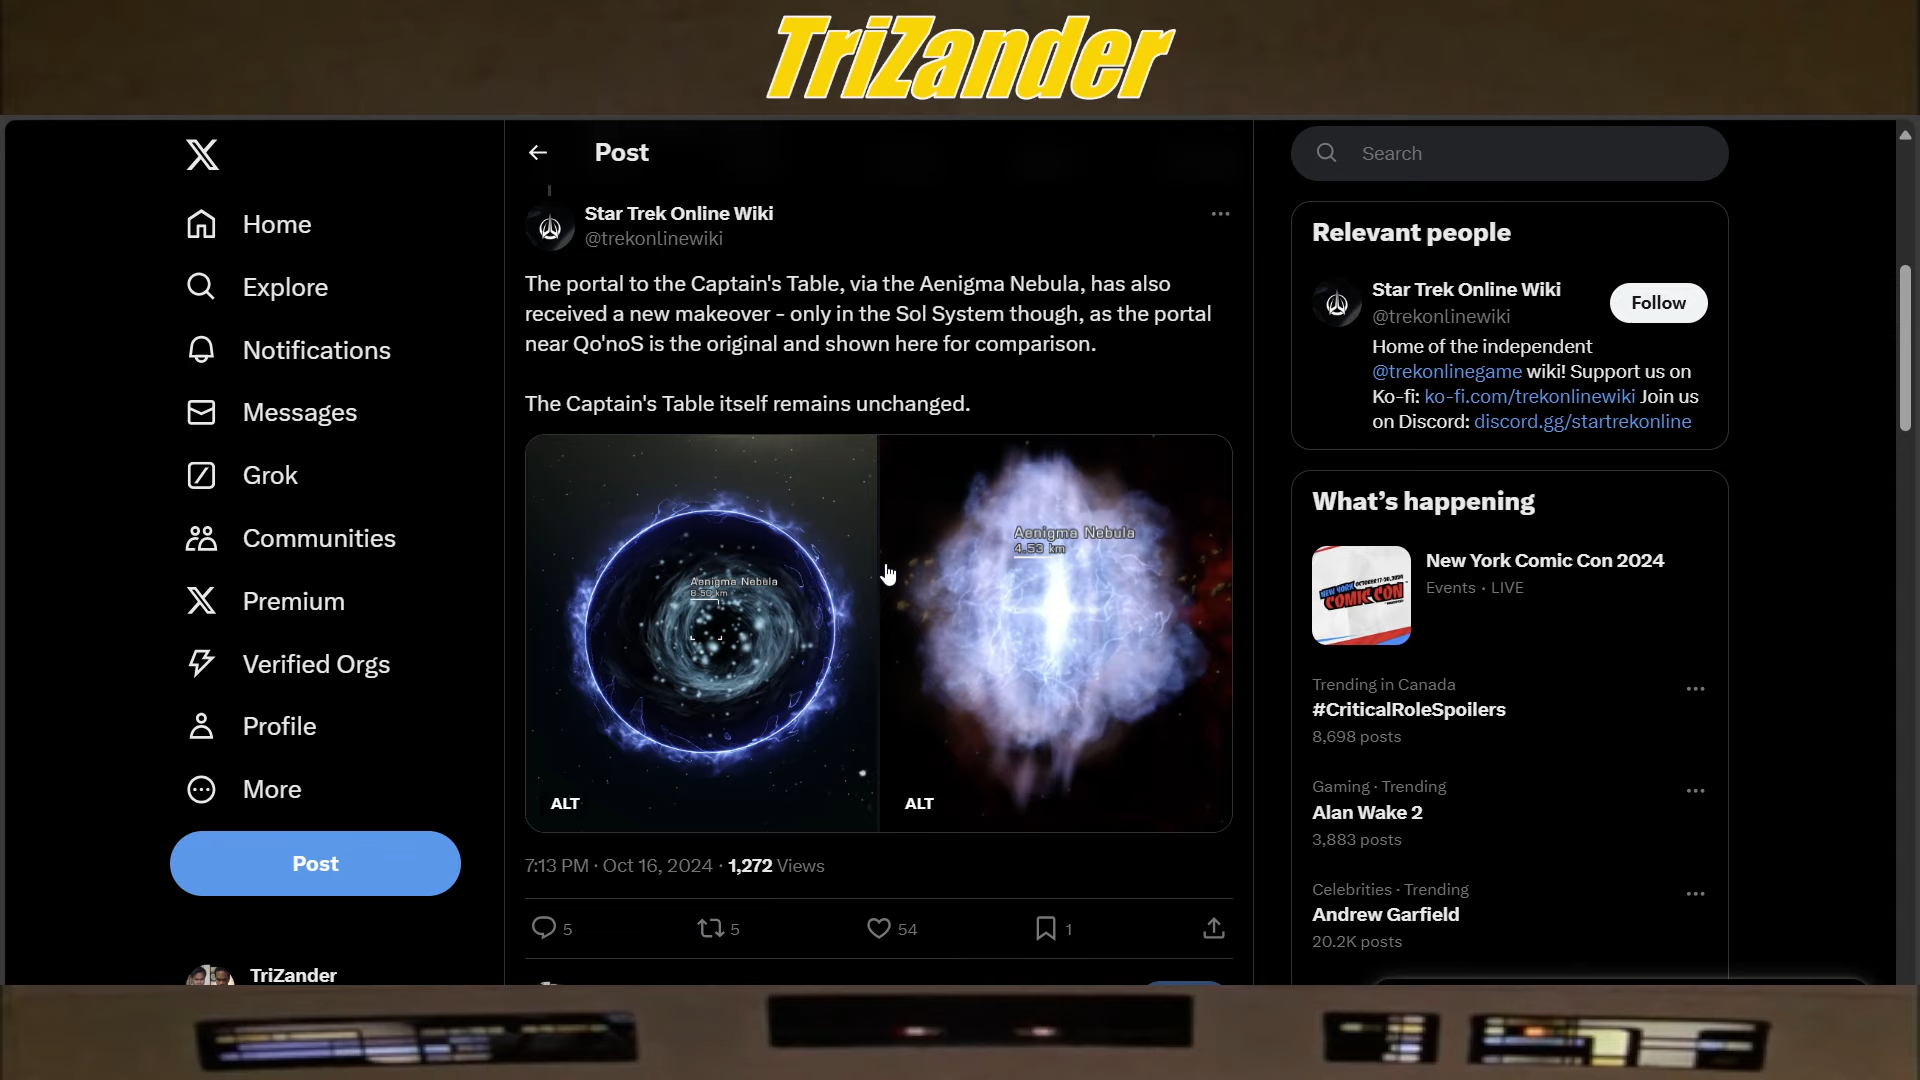 TriZander
Home
Explore
Notifications
Messages
Grok
Communities
Premium
Verified Orgs
Profile
More
Post
TriZander
Post
Star Trek Online Wiki
@trekonlinewiki
The portal to the Captain's Table, via the Aenigma Nebula, has also
received a new makeover - only in the Sol System though, as the portal
near Qo'noS is the original and shown here for comparison.
The Captain's Table itself remains unchanged.
Aenigma Nebula
8.50 km
ALT
Aenigma Nebula
4.53 km
ALT
7:13 PM · Oct 16, 2024 · 1,272 Views
5
5
54
1
Search
Relevant people
Star Trek Online Wiki
@trekonlinewiki
Follow
Home of the independent
@trekonlinegame wiki! Support us on
Ko-fi: ko-fi.com/trekonlinewiki Join us
on Discord: discord.gg/startrekonline
What's happening
NEW YORK
COMIC CON
New York Comic Con 2024
Events · LIVE
Trending in Canada
#CriticalRoleSpoilers
8,698 posts
Gaming · Trending
Alan Wake 2
3,883 posts
Celebrities · Trending
Andrew Garfield
20.2K posts